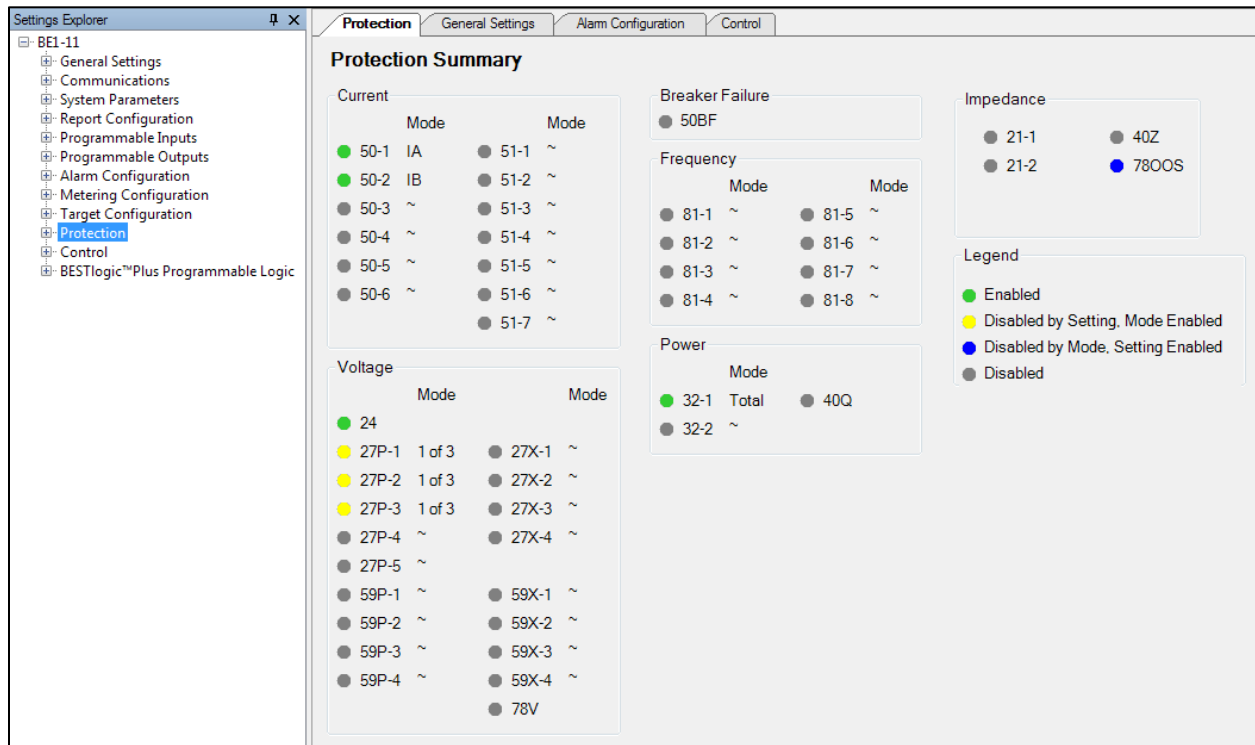 Settings Explorer
BE1-11
General Settings
Communications
System Parameters
Report Configuration
Programmable Inputs
Programmable Outputs
Alarm Configuration
Metering Configuration
Target Configuration
Protection
Control
BESTlogic™Plus Programmable Logic
Protection General Settings Alarm Configuration Control
Protection Summary
Current
Mode Mode
50-1 IA 51-1 ~
50-2 IB 51-2 ~
50-3 ~ 51-3 ~
50-4 ~ 51-4 ~
50-5 ~ 51-5 ~
50-6 ~ 51-6 ~
51-7 ~
Voltage
Mode Mode
24
27P-1 1 of 3 27X-1 ~
27P-2 1 of 3 27X-2 ~
27P-3 1 of 3 27X-3 ~
27P-4 ~ 27X-4 ~
27P-5 ~
59P-1 ~ 59X-1 ~
59P-2 ~ 59X-2 ~
59P-3 ~ 59X-3 ~
59P-4 ~ 59X-4 ~
78V
Breaker Failure
50BF
Frequency
Mode Mode
81-1 ~ 81-5 ~
81-2 ~ 81-6 ~
81-3 ~ 81-7 ~
81-4 ~ 81-8 ~
Power
Mode
32-1 Total 40Q
32-2 ~
Impedance
21-1 40Z
21-2 78OOS
Legend
Enabled
Disabled by Setting, Mode Enabled
Disabled by Mode, Setting Enabled
Disabled